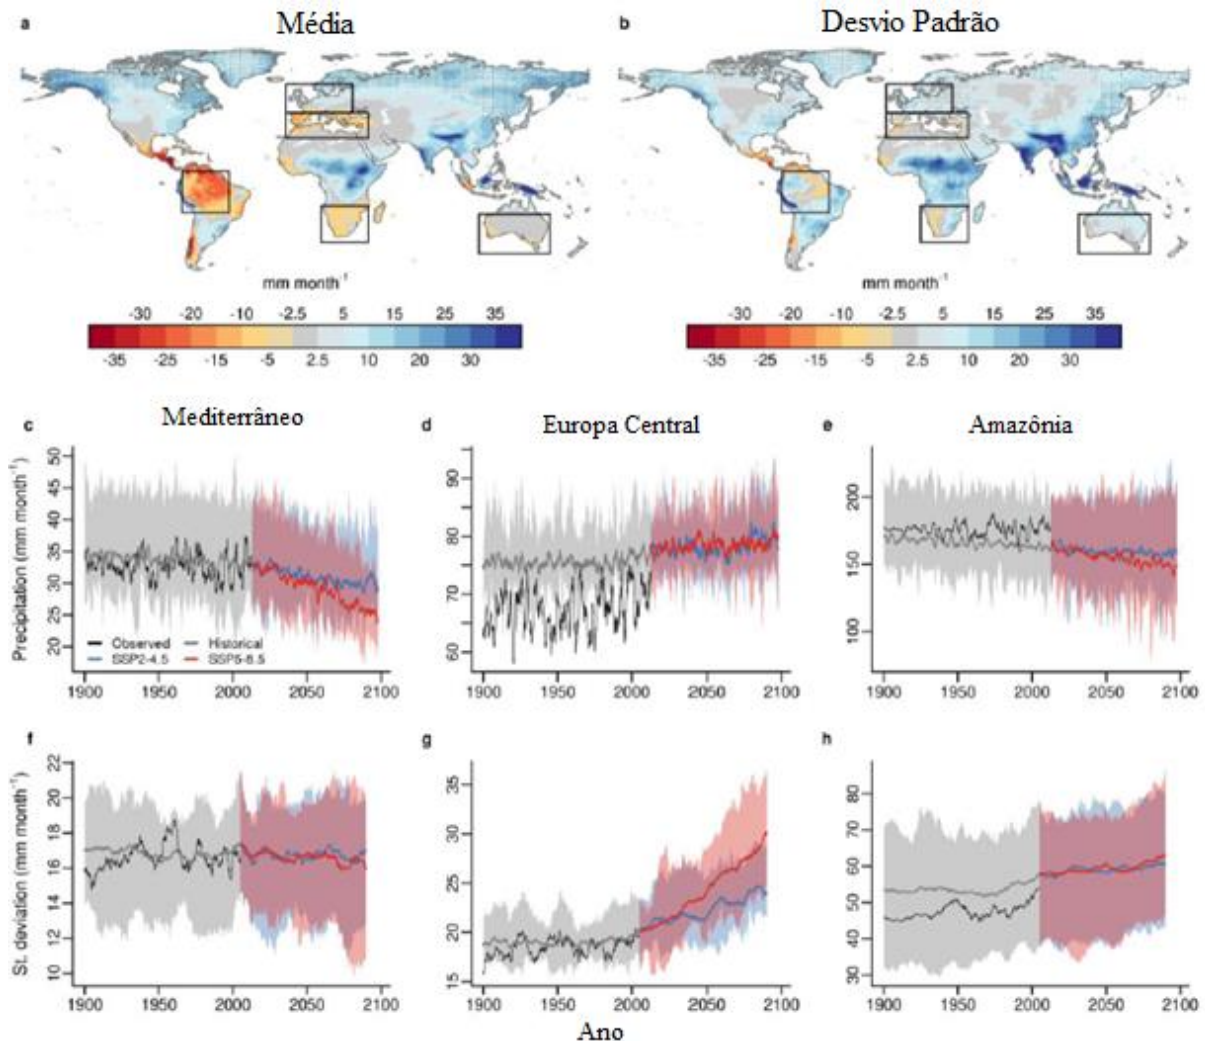 a Média b Desvio Padrão
mm month⁻¹ mm month⁻¹
-30 -20 -10 -2.5 5 15 25 35 -30 -20 -10 -2.5 5 15 25 35
-35 -25 -15 -5 2.5 10 20 30 -35 -25 -15 -5 2.5 10 20 30
c Mediterrâneo d Europa Central e Amazônia
Precipitation (mm month⁻¹)
50
45
40
35
30
25
20
Observed Historical
SSP2-4.5 SSP5-8.5
1900 1950 2000 2050 2100
90
80
70
60
1900 1950 2000 2050 2100
200
150
100
1900 1950 2000 2050 2100
f g h
St. deviation (mm month⁻¹)
22
20
18
16
14
12
10
1900 1950 2000 2050 2100
35
30
25
20
15
1900 1950 2000 2050 2100
80
70
60
50
40
30
1900 1950 2000 2050 2100
Ano